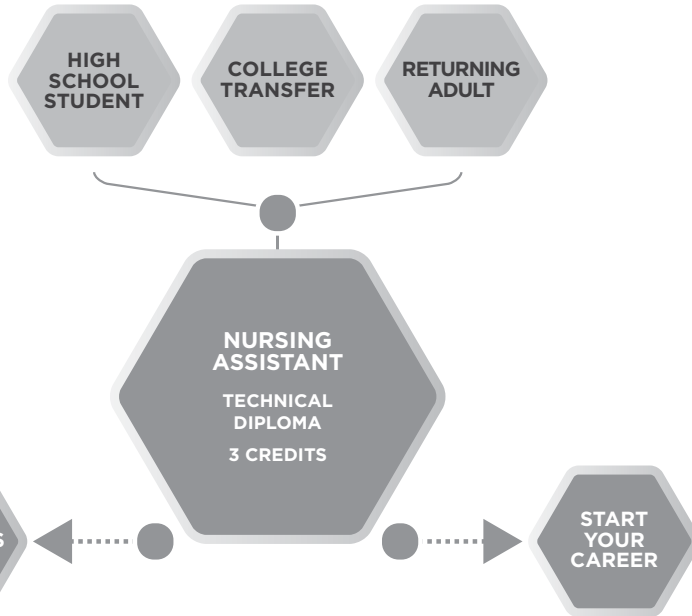 HIGH
SCHOOL
STUDENT
COLLEGE
TRANSFER
RETURNING
ADULT
NURSING
ASSISTANT
TECHNICAL
DIPLOMA
3 CREDITS
START
YOUR
CAREER